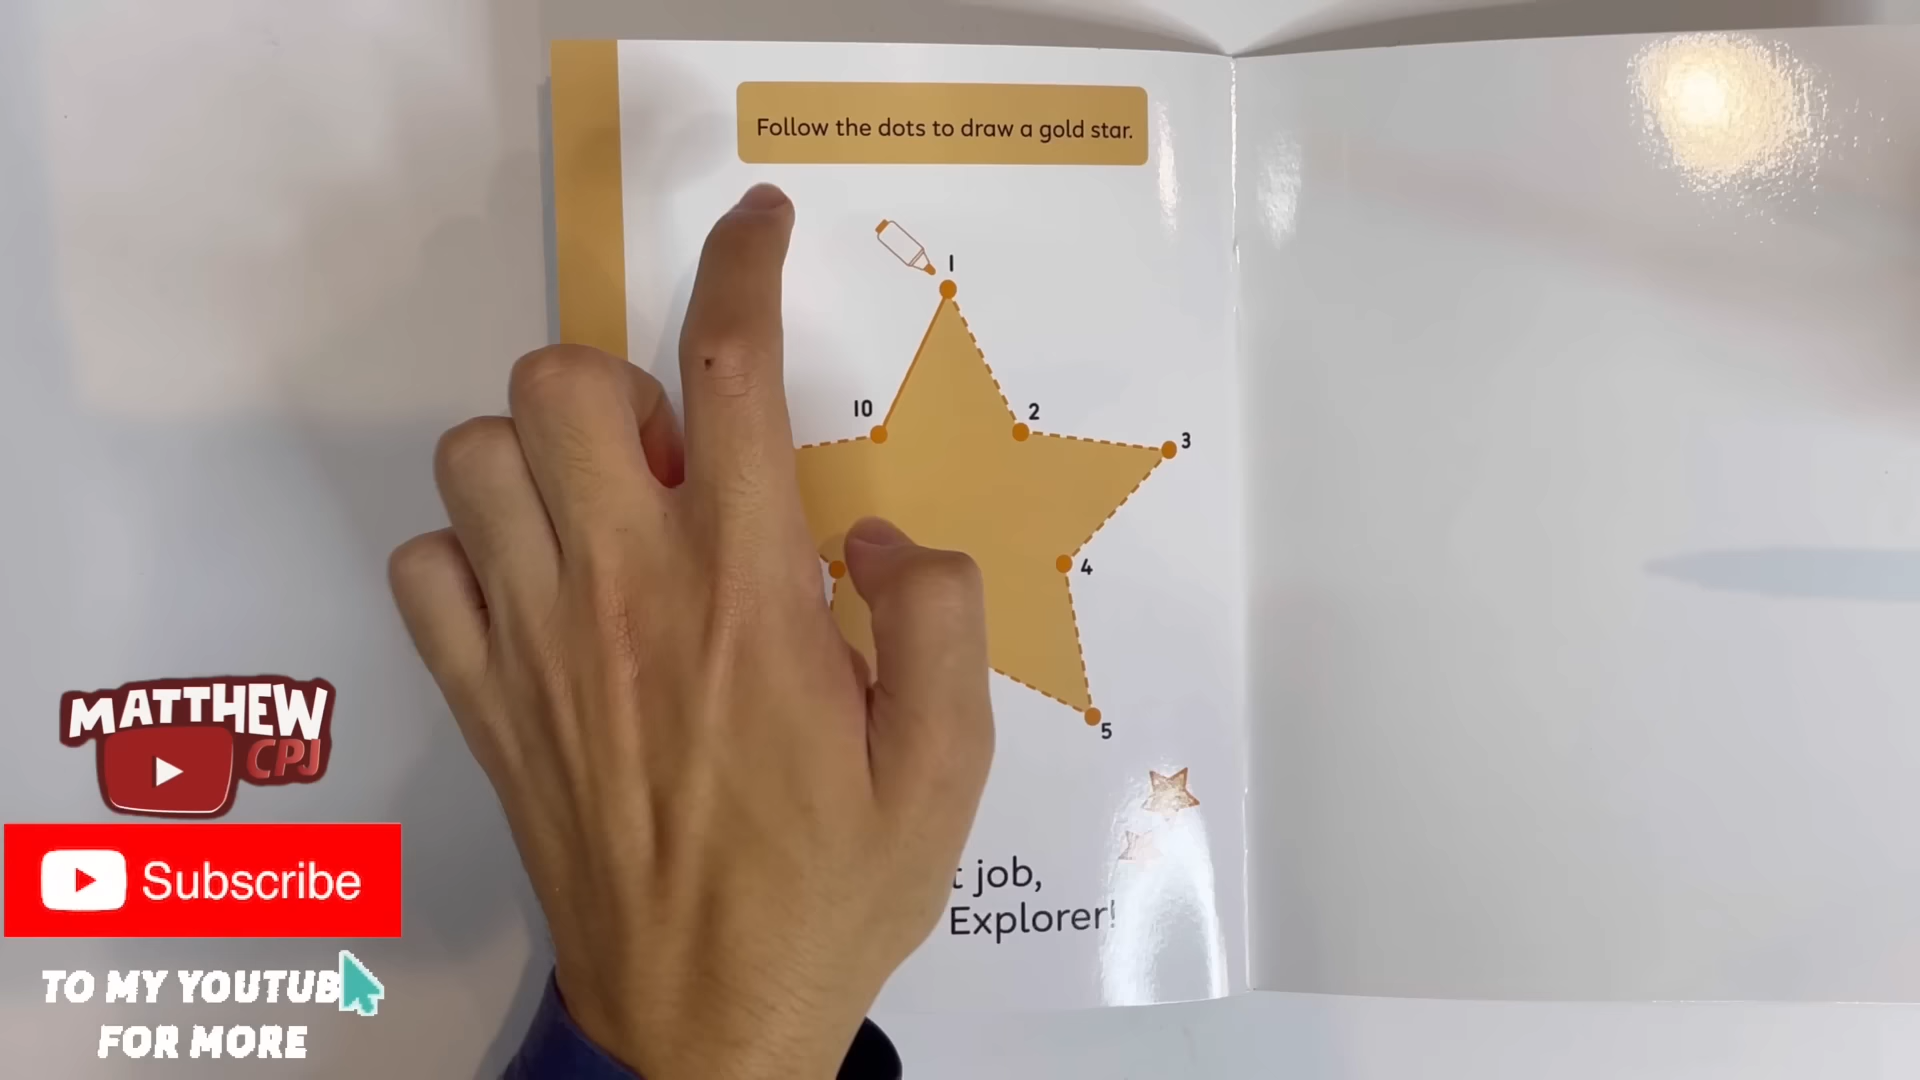 Follow the dots to draw a gold star.
1
10
2
3
4
5
job,
Explorer!
MATTHEW
CPJ
Subscribe
TO MY YOUTUB
FOR MORE